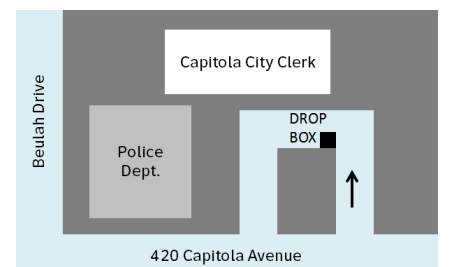 Capitola City Clerk
Beulah Drive
DROP
BOX
Police
Dept.
420 Capitola Avenue